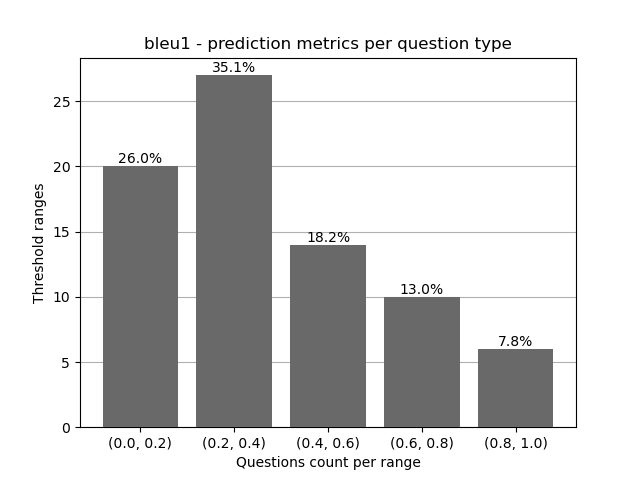 bleu1 - prediction metrics per question type
35.1%
26.0%
18.2%
13.0%
7.8%
25
20
15
10
5
0
Threshold ranges
(0.0, 0.2) (0.2, 0.4) (0.4, 0.6) (0.6, 0.8) (0.8, 1.0)
Questions count per range